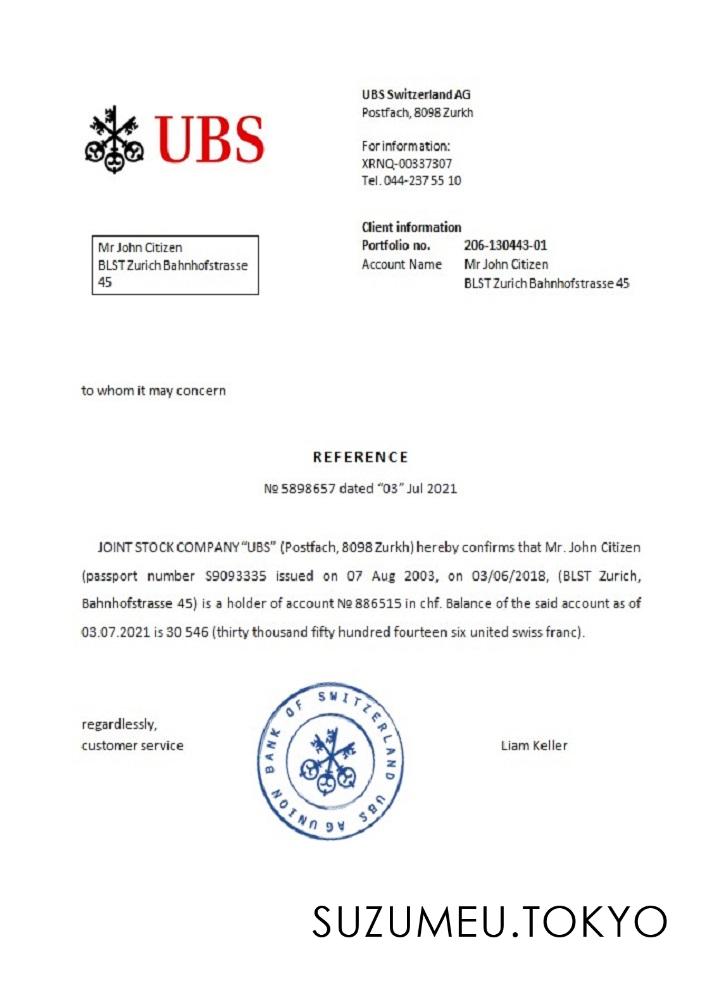 UBS
UBS Switzerland AG
Postfach, 8098 Zurkh
For information:
XRNQ-00337307
Tel. 044-237 55 10
Client information
Portfolio no. 206-130443-01
Account Name Mr John Citizen
BLST Zurich Bahnhofstrasse 45
Mr John Citizen
BLST Zurich Bahnhofstrasse
45
to whom it may concern
REFERENCE
№ 5898657 dated “03” Jul 2021
JOINT STOCK COMPANY “UBS” (Postfach, 8098 Zurkh) hereby confirms that Mr. John Citizen
(passport number S9093335 issued on 07 Aug 2003, on 03/06/2018, (BLST Zurich,
Bahnhofstrasse 45) is a holder of account № 886515 in chf. Balance of the said account as of
03.07.2021 is 30 546 (thirty thousand fifty hundred fourteen six united swiss franc).
regardlessly,
customer service
UNION BANK OF SWITZERLAND UBS AG
Liam Keller
SUZUMEU.TOKYO